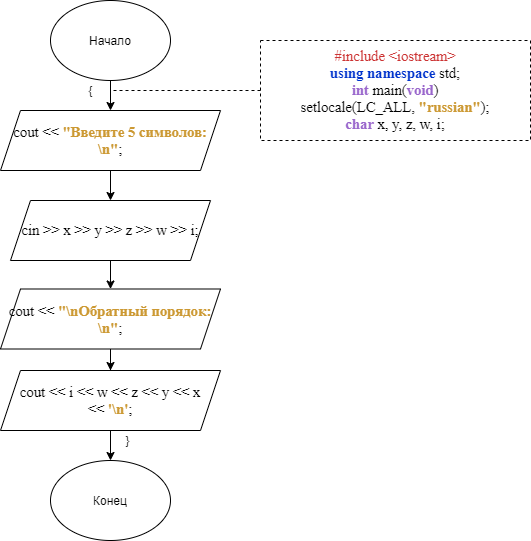 Начало
#include <iostream>
using namespace std;
int main(void)
setlocale(LC_ALL, "russian");
char x, y, z, w, i;
{
cout << "Введите 5 символов:
\n";
cin >> x >> y >> z >> w >> i;
cout << "\nОбратный порядок:
\n";
cout << i << w << z << y << x
<< '\n';
}
Конец